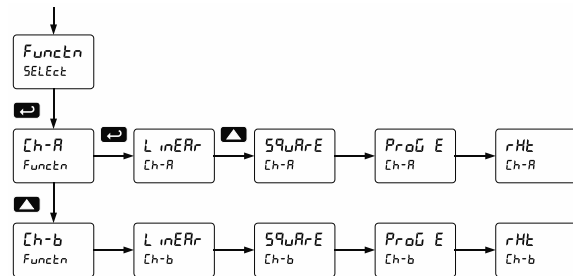 Functn
SELEct
Ch-A
Functn
LinEAr
Ch-A
SquArE
Ch-A
ProG E
Ch-A
rHt
Ch-A
Ch-b
Functn
LinEAr
Ch-b
SquArE
Ch-b
ProG E
Ch-b
rHt
Ch-b